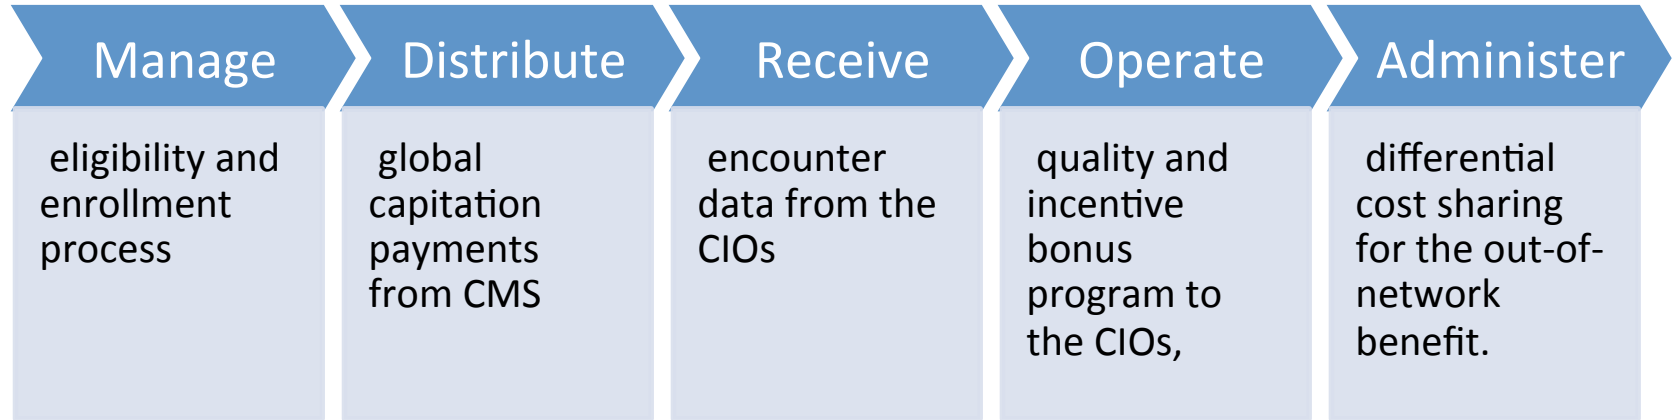 Manage
eligibility and
enrollment
process
Distribute
global
capitation
payments
from CMS
Receive
encounter
data from the
CIOs
Operate
quality and
incentive
bonus
program to
the CIOs,
Administer
differential
cost sharing
for the out-of-
network
benefit.